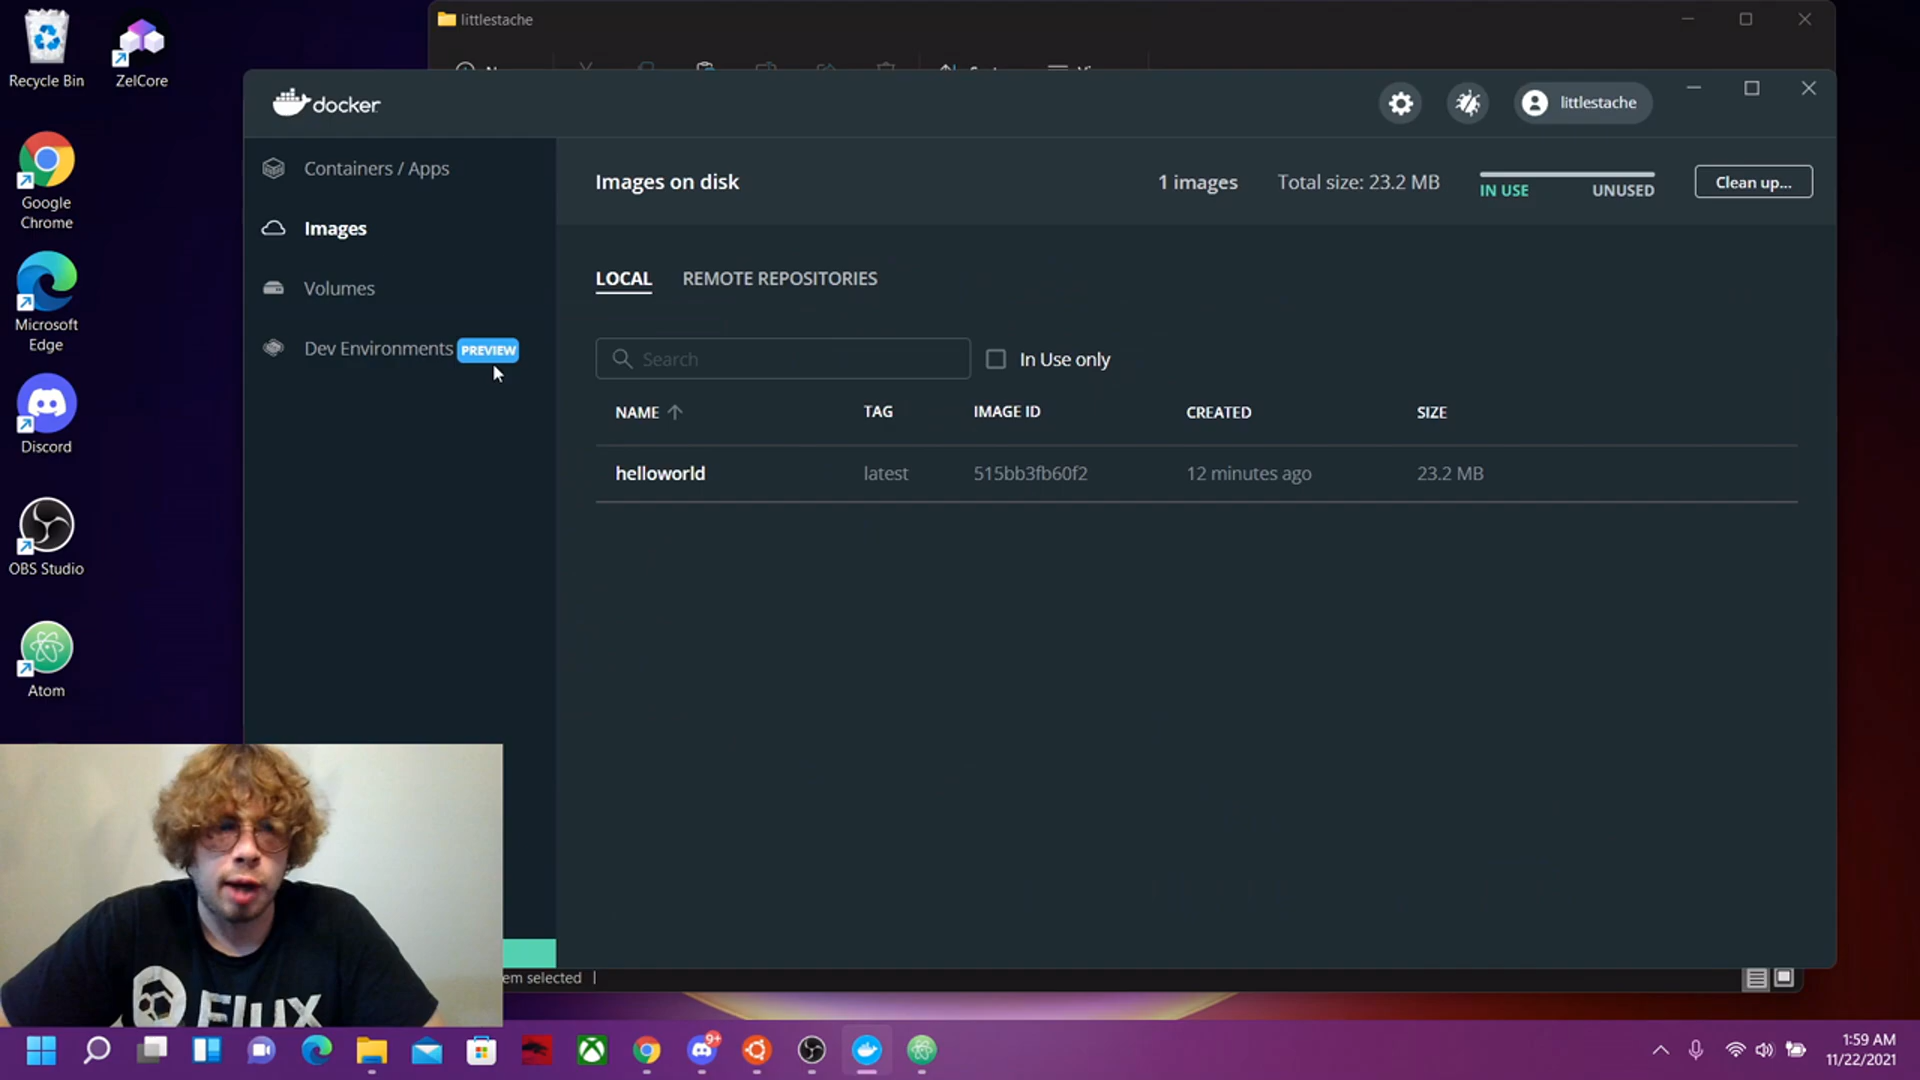 Recycle Bin
ZelCore
Google Chrome
Microsoft Edge
Discord
OBS Studio
Atom
littlestache
docker
littlestache
Containers / Apps
Images
Volumes
Dev Environments PREVIEW
Images on disk
1 images
Total size: 23.2 MB
IN USE
UNUSED
Clean up...
LOCAL
REMOTE REPOSITORIES
Search
In Use only
NAME TAG IMAGE ID CREATED SIZE
helloworld latest 515bb3fb60f2 12 minutes ago 23.2 MB
selected
FLUX
9+
1:59 AM
11/22/2021